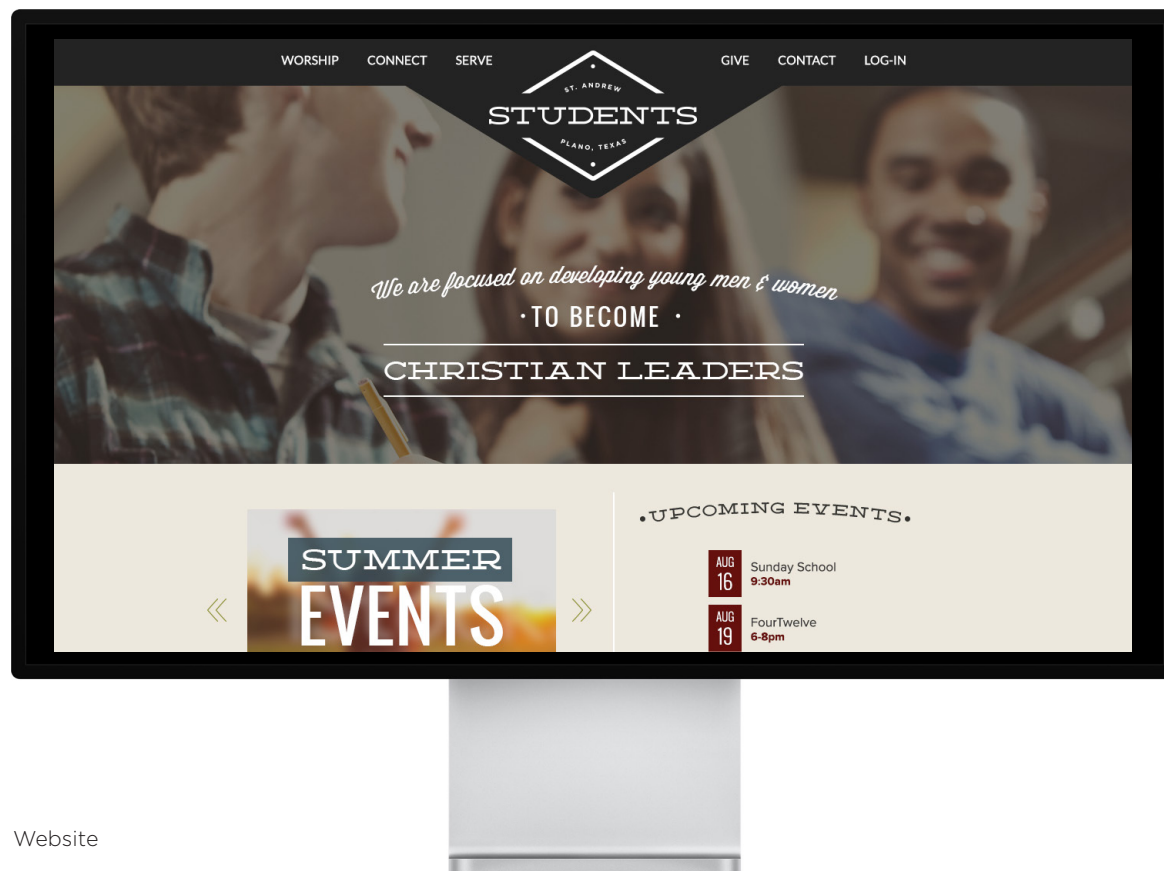 WORSHIP CONNECT SERVE GIVE CONTACT LOG-IN
ST. ANDREW
STUDENTS
PLANO, TEXAS
We are focused on developing young men & women
· TO BECOME ·
CHRISTIAN LEADERS
SUMMER
EVENTS
•UPCOMING EVENTS•
AUG
16
Sunday School
9:30am
AUG
19
FourTwelve
6-8pm
Website